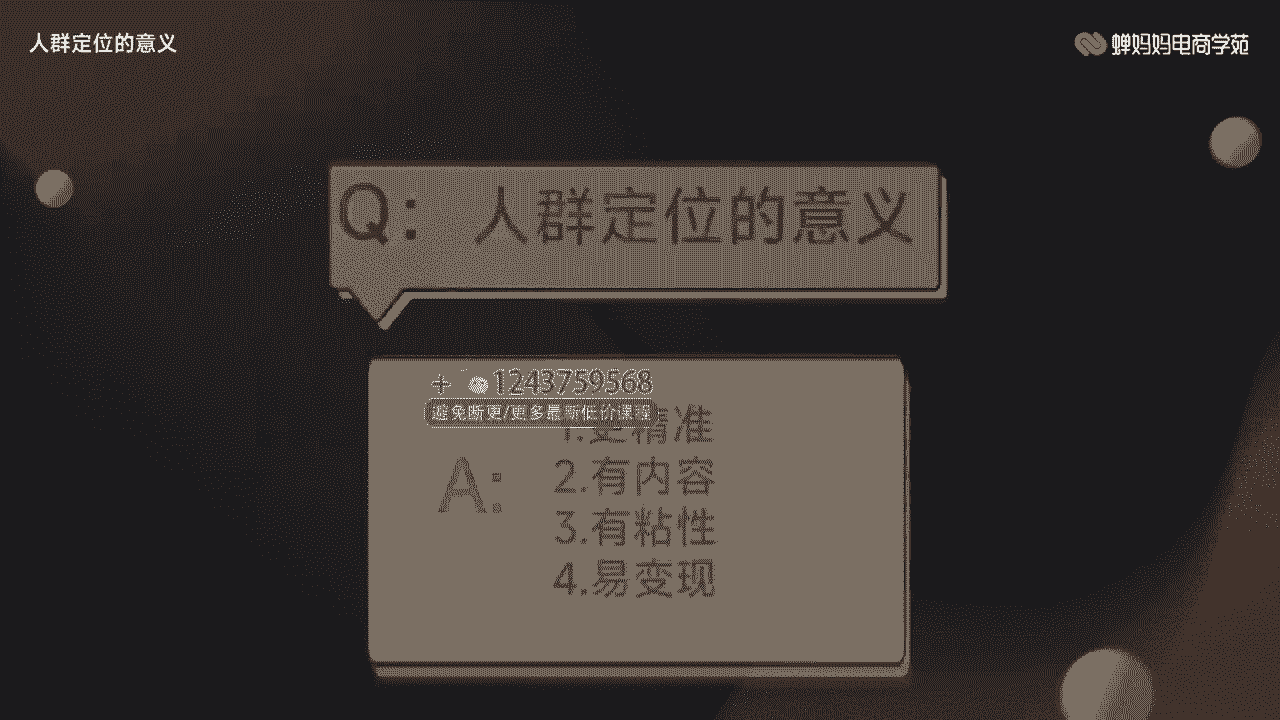 人群定位的意义
蝉妈妈电商学苑
Q：人群定位的意义
+ 1243759568
避免断更/更多最新低价课程
A:
1.更精准
2.有内容
3.有粘性
4.易变现